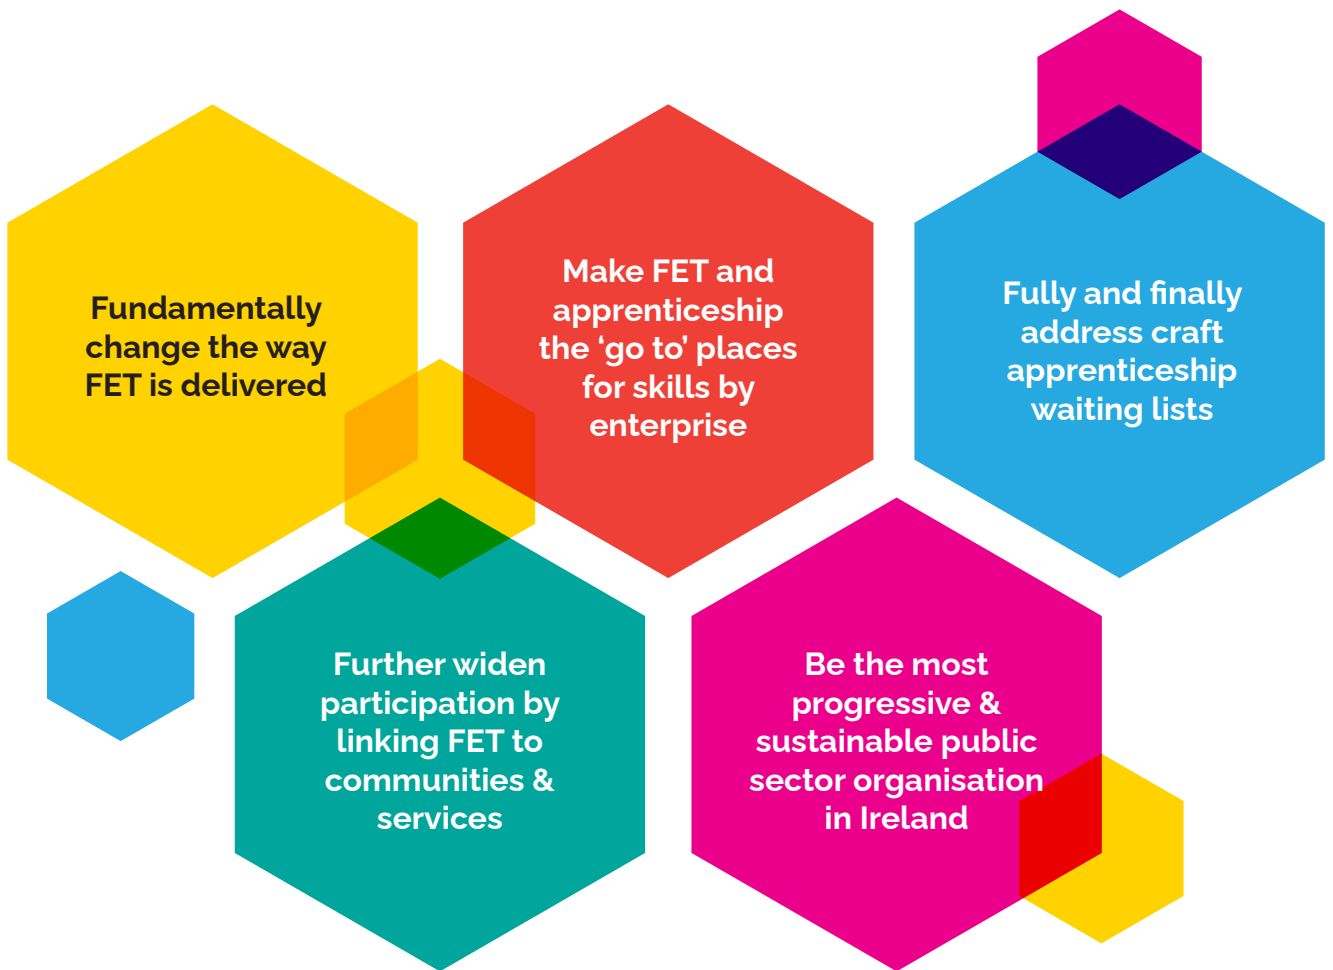 Fundamentally
change the way
FET is delivered
Make FET and
apprenticeship
the ‘go to’ places
for skills by
enterprise
Fully and finally
address craft
apprenticeship
waiting lists
Further widen
participation by
linking FET to
communities &
services
Be the most
progressive &
sustainable public
sector organisation
in Ireland